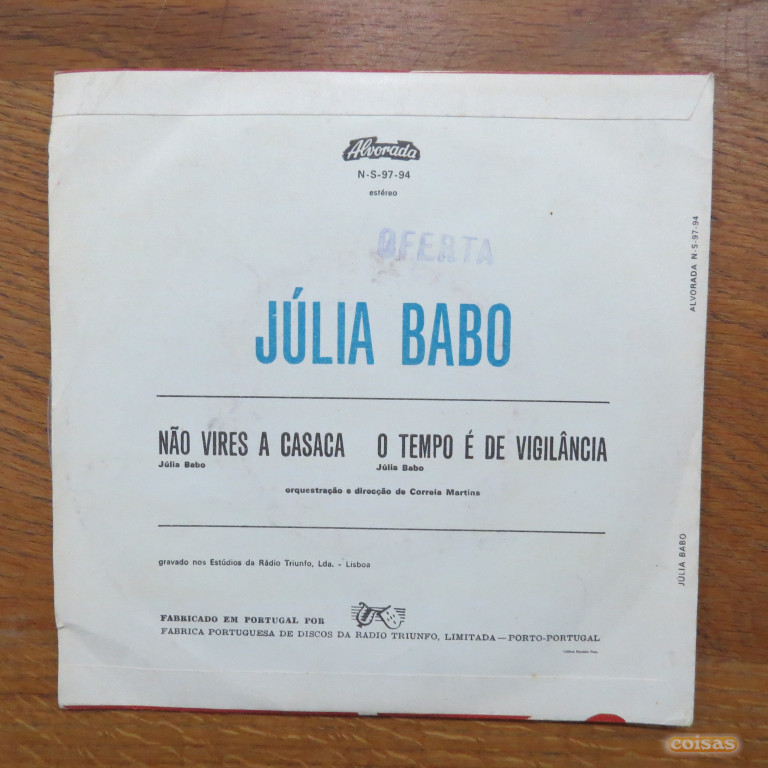 Alvorada
N-S-97-94
estéreo
OFERTA
JÚLIA BABO
NÃO VIRES A CASACA
Júlia Babo
O TEMPO É DE VIGILÂNCIA
Júlia Babo
orquestração e direcção de Correia Martins
gravado nos Estúdios da Rádio Triunfo, Lda. - Lisboa
FABRICADO EM PORTUGAL POR
FABRICA PORTUGUESA DE DISCOS DA RADIO TRIUNFO, LIMITADA — PORTO-PORTUGAL
ALVORADA N-S-97-94
JÚLIA BABO
coisas